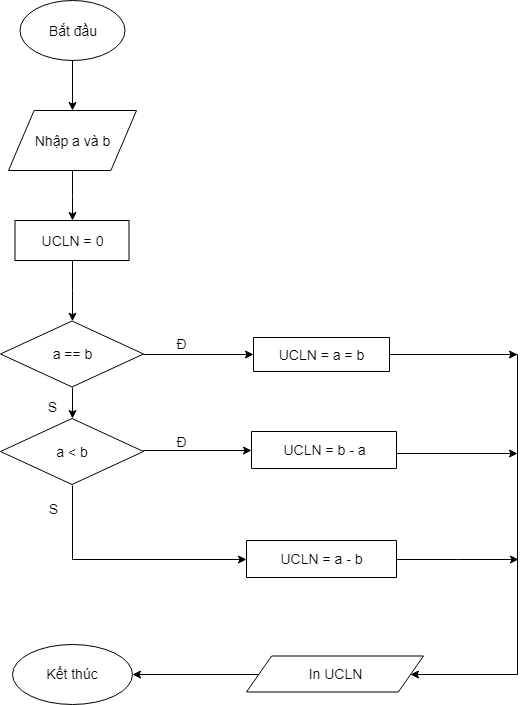 Bắt đầu
Nhập a và b
UCLN = 0
a == b
Đ
UCLN = a = b
S
a < b
Đ
UCLN = b - a
S
UCLN = a - b
Kết thúc
In UCLN